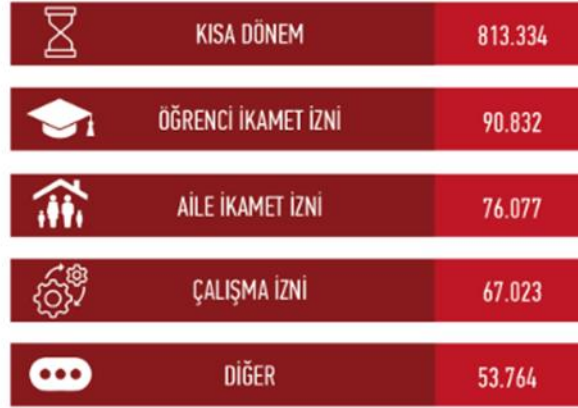 KISA DÖNEM 813.334
ÖĞRENCİ İKAMET İZNİ 90.832
AİLE İKAMET İZNİ 76.077
ÇALIŞMA İZNİ 67.023
DİĞER 53.764